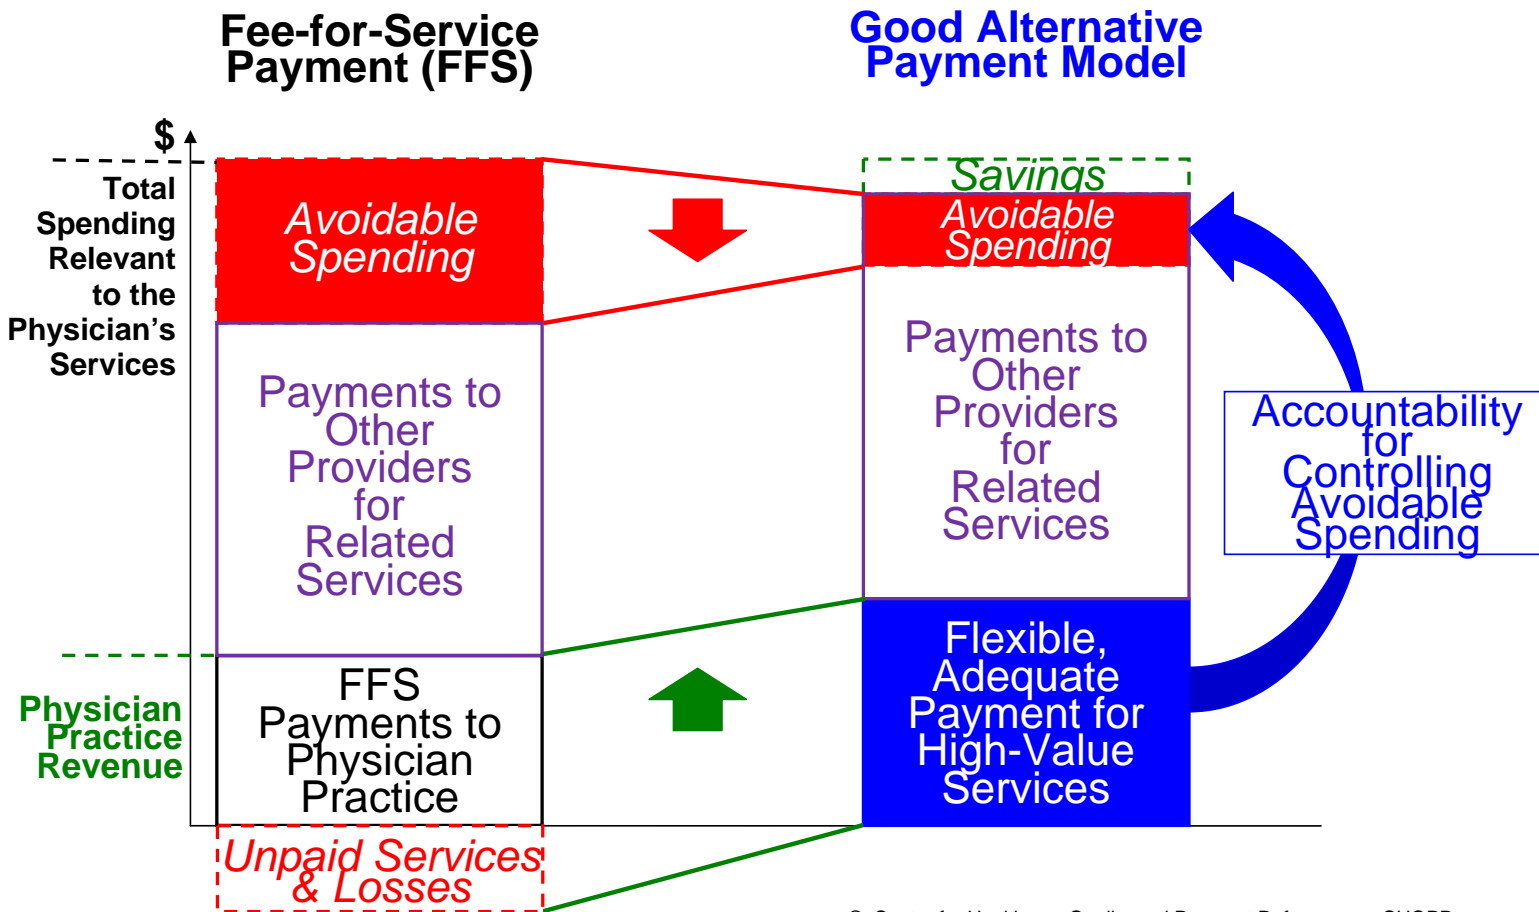 Fee-for-Service
Payment (FFS)
Good Alternative
Payment Model
$
Total
Spending
Relevant
to the
Physician's
Services
Avoidable
Spending
Payments to
Other
Providers
for
Related
Services
Physician
Practice
Revenue
FFS
Payments to
Physician
Practice
Unpaid Services
& Losses
Savings
Avoidable
Spending
Payments to
Other
Providers
for
Related
Services
Flexible,
Adequate
Payment for
High-Value
Services
Accountability
for
Controlling
Avoidable
Spending